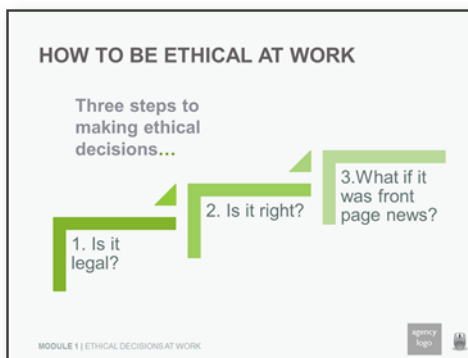 HOW TO BE ETHICAL AT WORK
Three steps to
making ethical
decisions…
1. Is it
legal?
2. Is it right?
3.What if it
was front
page news?
MODULE 1 | ETHICAL DECISIONS AT WORK
agency
logo